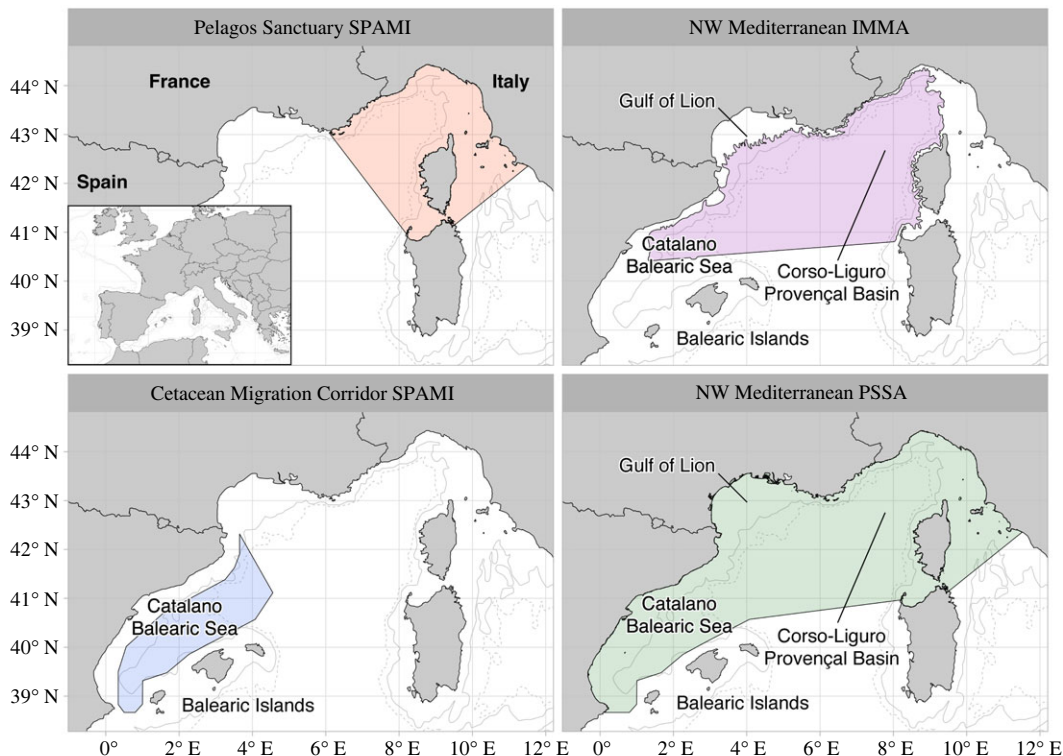 Pelagos Sanctuary SPAMI
NW Mediterranean IMMA
44° N
43° N
42° N
41° N
40° N
39° N
France
Italy
Spain
Gulf of Lion
Catalano
Balearic Sea
Corso-Liguro
Provençal Basin
Balearic Islands
Cetacean Migration Corridor SPAMI
NW Mediterranean PSSA
44° N
43° N
42° N
41° N
40° N
39° N
Catalano
Balearic Sea
Balearic Islands
Gulf of Lion
Catalano
Balearic Sea
Corso-Liguro
Provençal Basin
Balearic Islands
0° 2° E 4° E 6° E 8° E 10° E 12° E
0° 2° E 4° E 6° E 8° E 10° E 12° E